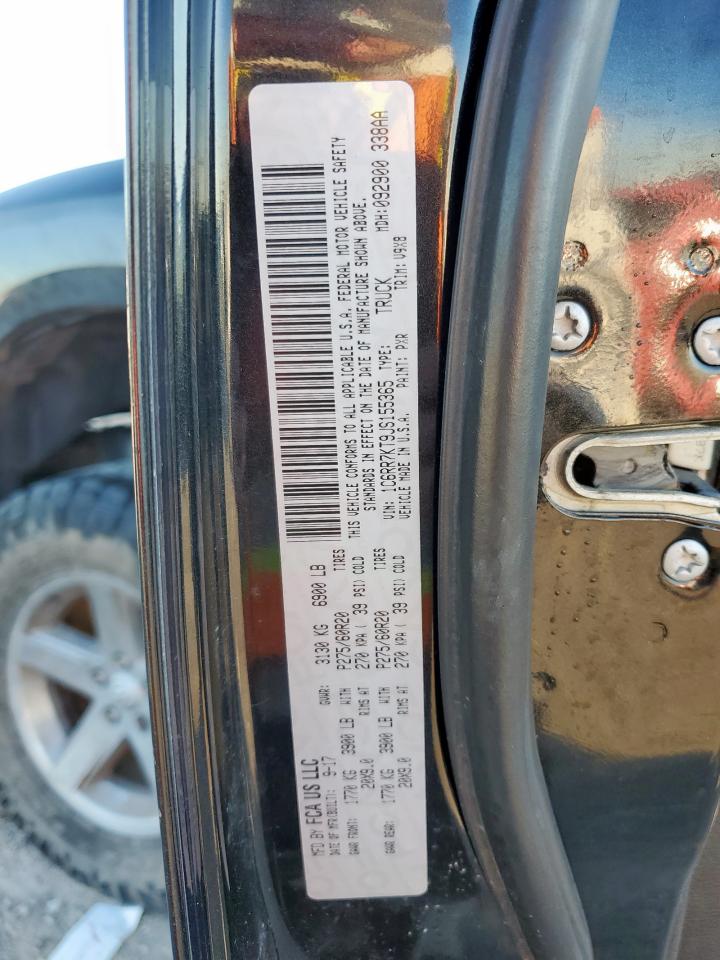 MFD BY FCA US LLC
DATE OF MFR(BUILT): 9-17 GVWR: 3130 KG 6900 LB
GAWR FRONT: 1770 KG 3900 LB WITH P275/60R20 TIRES
20X9.0 RIMS AT 270 KPA( 39 PSI) COLD
GAWR REAR: 1770 KG 3900 LB WITH P275/60R20 TIRES
20X9.0 RIMS AT 270 KPA( 39 PSI) COLD
THIS VEHICLE CONFORMS TO ALL APPLICABLE U.S.A. FEDERAL MOTOR VEHICLE SAFETY
STANDARDS IN EFFECT ON THE DATE OF MANUFACTURE SHOWN ABOVE.
VIN: 1C6RR7KT9JS155365 TYPE: TRUCK MDH:092900 338AA
VEHICLE MADE IN U.S.A. PAINT: PXR TRIM: V9X8